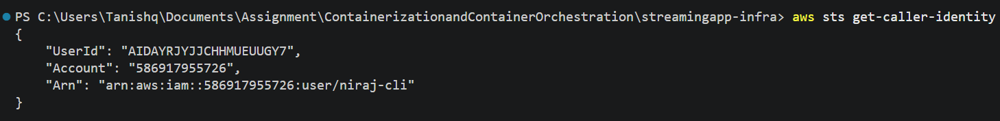 PS C:\Users\Tanishq\Documents\Assignment\ContainerizationandContainerOrchestration\streamingapp-infra> aws sts get-caller-identity
{
    "UserId": "AIDAYRJYJJCHHMUEUUGY7",
    "Account": "586917955726",
    "Arn": "arn:aws:iam::586917955726:user/niraj-cli"
}